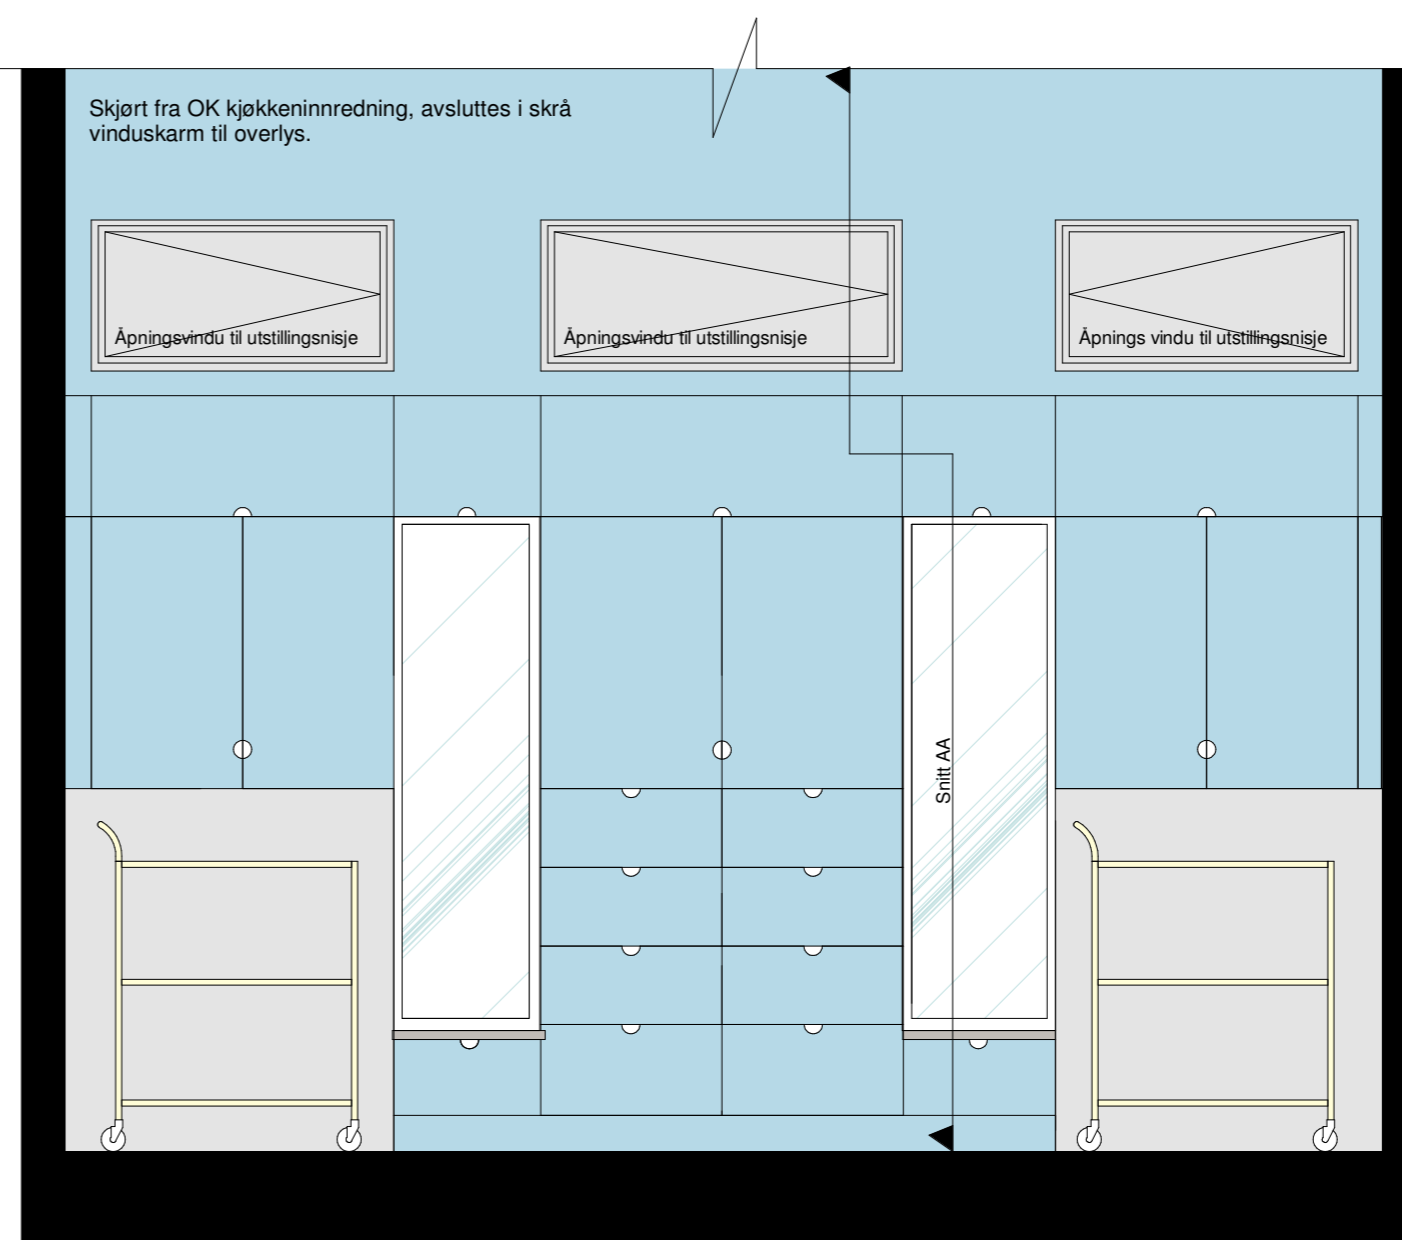 Skjørt fra OK kjøkkeninnredning, avsluttes i skrå
vinduskarm til overlys.
Åpningsvindu til utstillingsnisje
Åpningsvindu til utstillingsnisje
Åpnings vindu til utstillingsnisje
Snitt AA